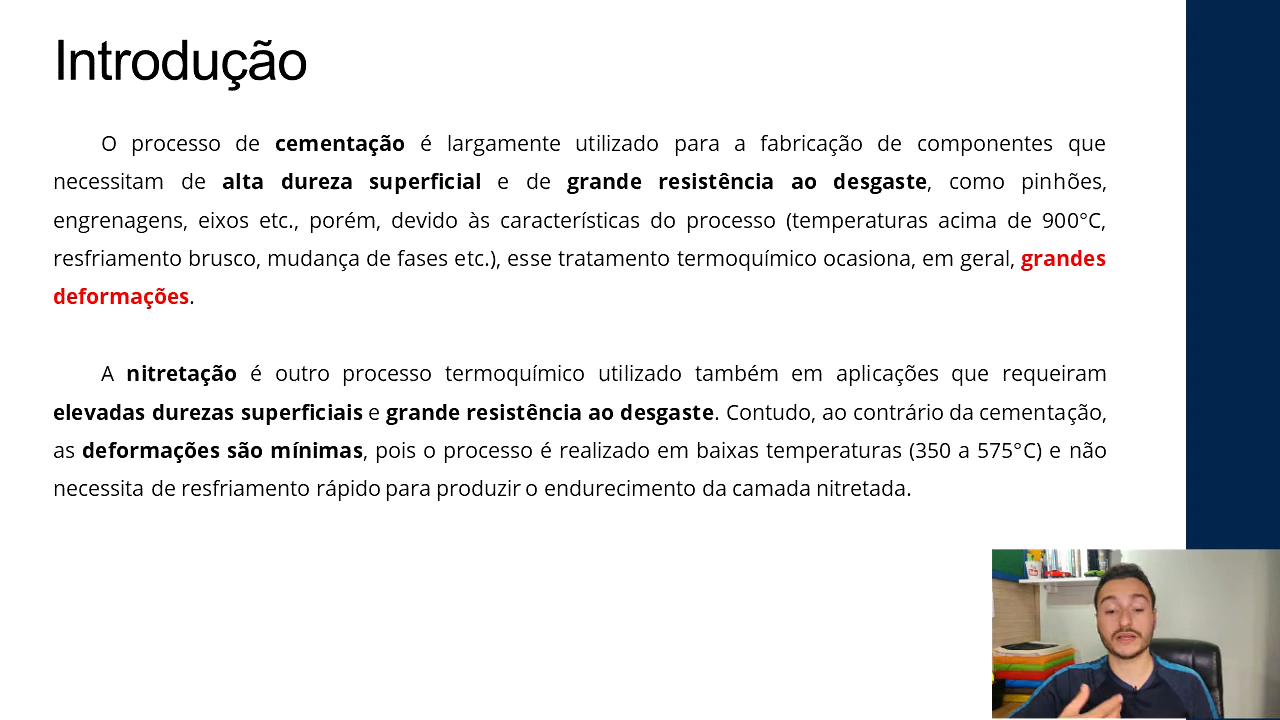 Introdução
O processo de cementação é largamente utilizado para a fabricação de componentes que
necessitam de alta dureza superficial e de grande resistência ao desgaste, como pinhões,
engrenagens, eixos etc., porém, devido às características do processo (temperaturas acima de 900°C,
resfriamento brusco, mudança de fases etc.), esse tratamento termoquímico ocasiona, em geral, grandes
deformações.
A nitretação é outro processo termoquímico utilizado também em aplicações que requeiram
elevadas durezas superficiais e grande resistência ao desgaste. Contudo, ao contrário da cementação,
as deformações são mínimas, pois o processo é realizado em baixas temperaturas (350 a 575°C) e não
necessita de resfriamento rápido para produzir o endurecimento da camada nitretada.